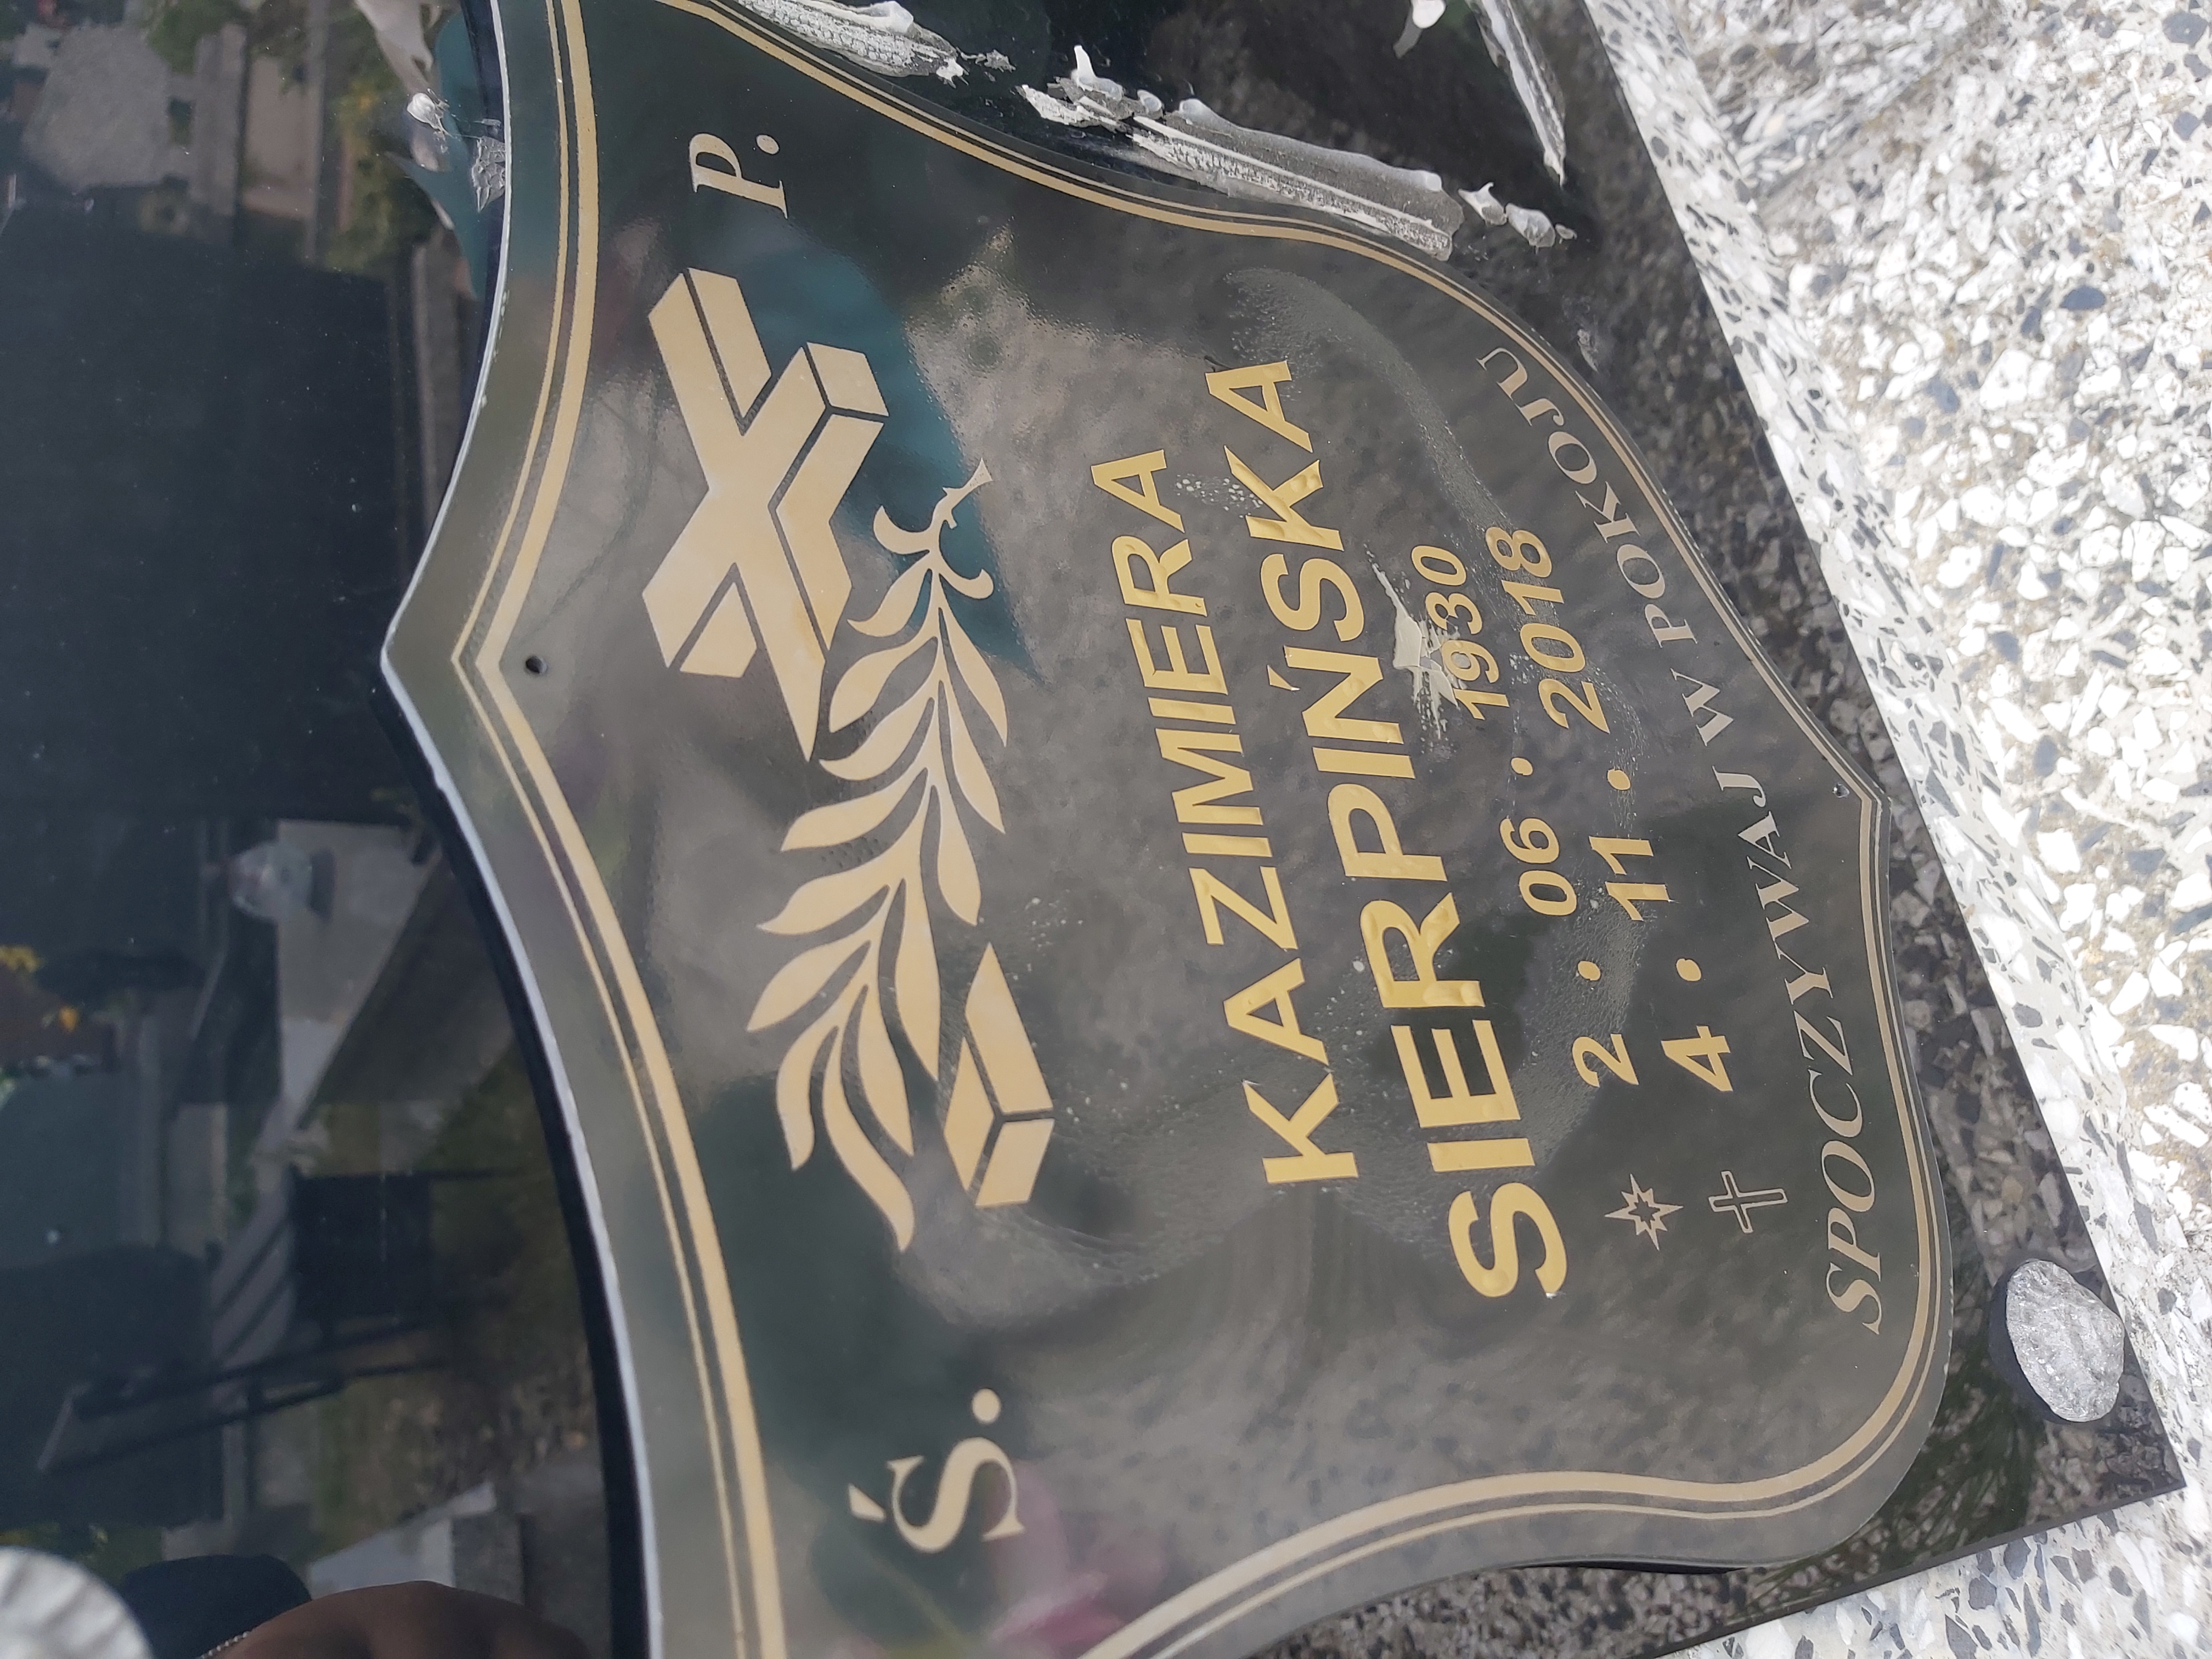 Ś. P.
KAZIMIERA
SIERPIŃSKA
2. 06. 1930
4. 11. 2018
SPOCZYWAJ W POKOJU